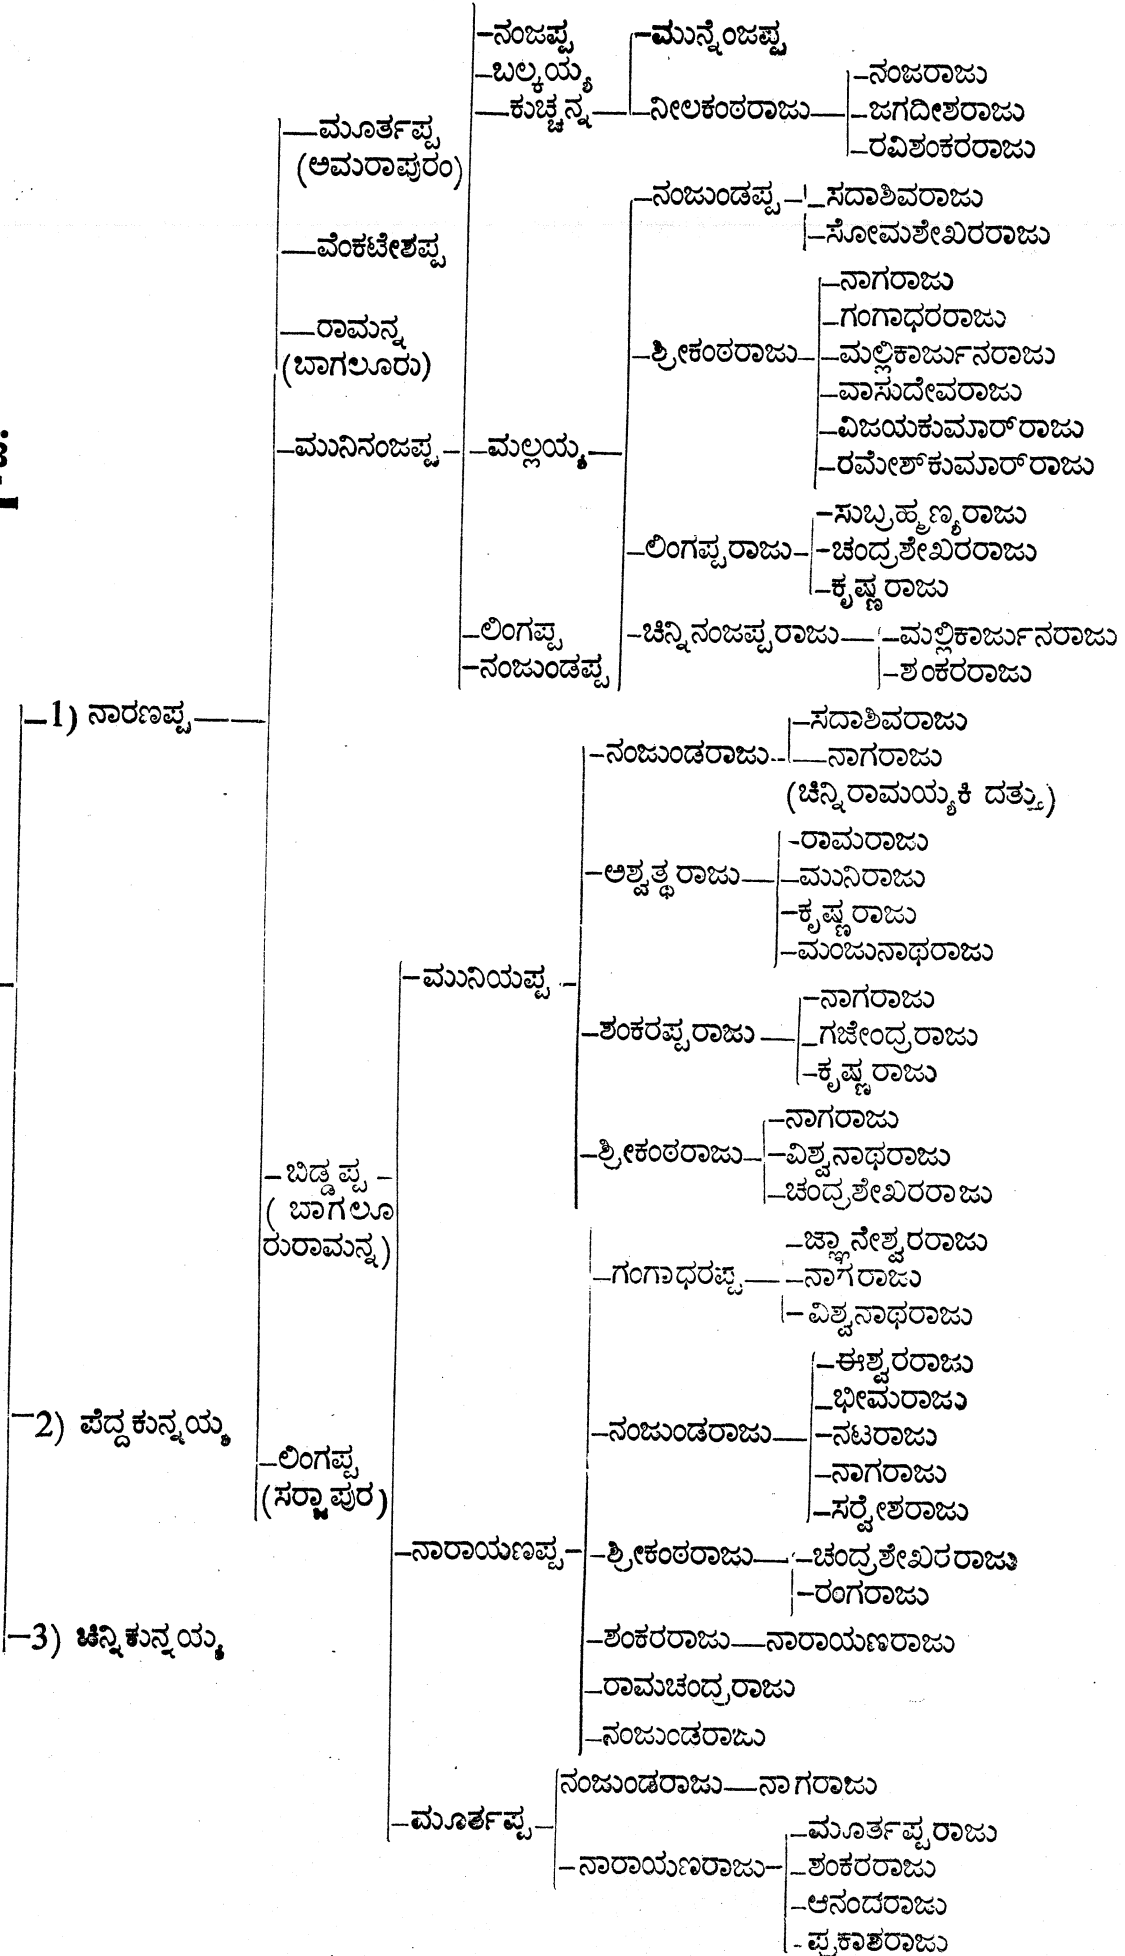 ನಂಜಪ್ಪ
ಬಲ್ಕಯ್ಯ
ಕುಚ್ಚನ್ನ
ಮುನ್ನೆಂಜಪ್ಪ
ನೀಲಕಂಠರಾಜು
ನಂಜರಾಜು
ಜಗದೀಶರಾಜು
ರವಿಶಂಕರರಾಜು
ಮೂರ್ತಪ್ಪ
(ಅಮರಾಪುರಂ)
ವೆಂಕಟೇಶಪ್ಪ
ರಾಮನ್ನ
(ಬಾಗಲೂರು)
ಮುನಿನಂಜಪ್ಪ
ಮಲ್ಲಯ್ಯ
ನಂಜುಂಡಪ್ಪ
ಸದಾಶಿವರಾಜು
ಸೋಮಶೇಖರರಾಜು
ಶ್ರೀಕಂಠರಾಜು
ನಾಗರಾಜು
ಗಂಗಾಧರರಾಜು
ಮಲ್ಲಿಕಾರ್ಜುನರಾಜು
ವಾಸುದೇವರಾಜು
ವಿಜಯಕುಮಾರ್‌ರಾಜು
ರಮೇಶ್‌ಕುಮಾರ್‌ರಾಜು
ಲಿಂಗಪ್ಪರಾಜು
ಸುಬ್ರಹ್ಮಣ್ಯರಾಜು
ಚಂದ್ರಶೇಖರರಾಜು
ಕೃಷ್ಣರಾಜು
ಲಿಂಗಪ್ಪ
ನಂಜುಂಡಪ್ಪ
ಚಿನ್ನಿನಂಜಪ್ಪರಾಜು
ಮಲ್ಲಿಕಾರ್ಜುನರಾಜು
ಶಂಕರರಾಜು
1) ನಾರಣಪ್ಪ
ನಂಜುಂಡರಾಜು
ಸದಾಶಿವರಾಜು
ನಾಗರಾಜು
(ಚಿನ್ನಿರಾಮಯ್ಯಕಿ ದತ್ತು)
ಅಶ್ವತ್ಥರಾಜು
ರಾಮರಾಜು
ಮುನಿರಾಜು
ಕೃಷ್ಣರಾಜು
ಮಂಜುನಾಥರಾಜು
ಮುನಿಯಪ್ಪ
ಶಂಕರಪ್ಪರಾಜು
ನಾಗರಾಜು
ಗಜೇಂದ್ರರಾಜು
ಕೃಷ್ಣರಾಜು
ಶ್ರೀಕಂಠರಾಜು
ನಾಗರಾಜು
ವಿಶ್ವನಾಥರಾಜು
ಚಂದ್ರಶೇಖರರಾಜು
ಬಿಡ್ಡಪ್ಪ
( ಬಾಗಲೂ
ರುರಾಮನ್ನ)
ಗಂಗಾಧರಪ್ಪ
ಜ್ಞಾನೇಶ್ವರರಾಜು
ನಾಗರಾಜು
ವಿಶ್ವನಾಥರಾಜು
2) ಪೆದ್ದಕುನ್ನಯ್ಯ
ನಂಜುಂಡರಾಜು
ಈಶ್ವರರಾಜು
ಭೀಮರಾಜು
ನಟರಾಜು
ನಾಗರಾಜು
ಸರ್‍ವೇಶರಾಜು
ಲಿಂಗಪ್ಪ
(ಸರ್‍ಜಾಪುರ)
ನಾರಾಯಣಪ್ಪ
ಶ್ರೀಕಂಠರಾಜು
ಚಂದ್ರಶೇಖರರಾಜು
ರಂಗರಾಜು
3) ಚಿನ್ನಿಕುನ್ನಯ್ಯ
ಶಂಕರರಾಜು
ನಾರಾಯಣರಾಜು
ರಾಮಚಂದ್ರರಾಜು
ನಂಜುಂಡರಾಜು
ಮೂರ್ತಪ್ಪ
ನಂಜುಂಡರಾಜು
ನಾಗರಾಜು
ನಾರಾಯಣರಾಜು
ಮೂರ್ತಪ್ಪರಾಜು
ಶಂಕರರಾಜು
ಆನಂದರಾಜು
ಪ್ರಕಾಶರಾಜು